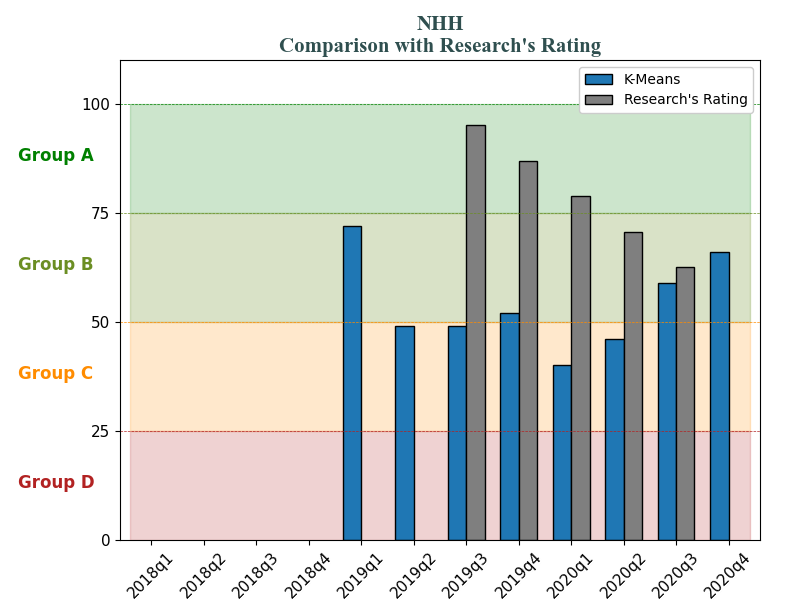 NHH
Comparison with Research's Rating
K-Means
Research's Rating
100
Group A
75
Group B
50
Group C
25
Group D
0
2018q1 2018q2 2018q3 2018q4 2019q1 2019q2 2019q3 2019q4 2020q1 2020q2 2020q3 2020q4